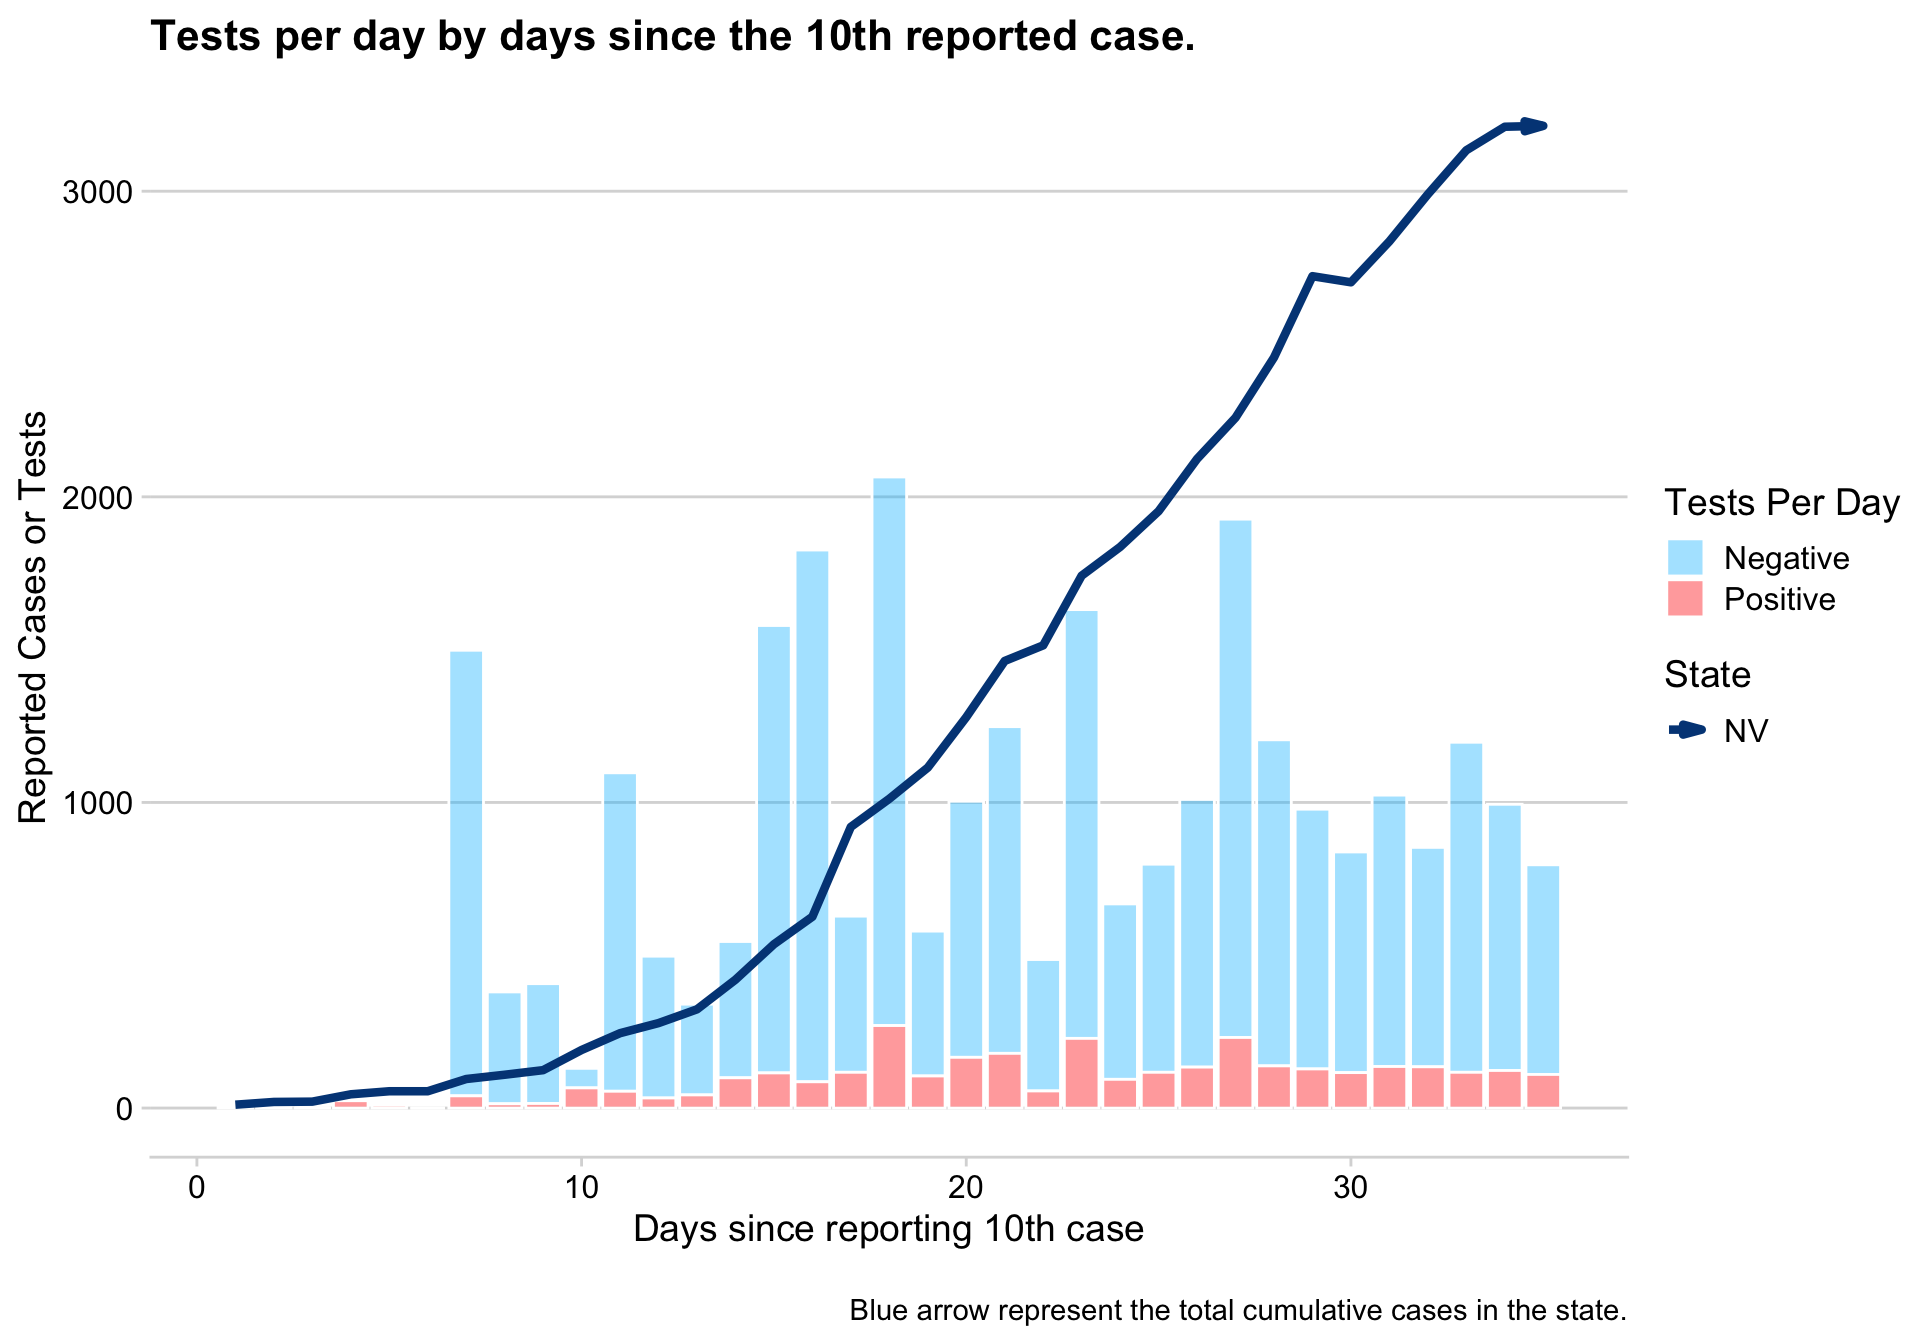 Tests per day by days since the 10th reported case.
Reported Cases or Tests
3000
2000
1000
0
0
10
20
30
Days since reporting 10th case
Tests Per Day
Negative
Positive
State
NV
Blue arrow represent the total cumulative cases in the state.